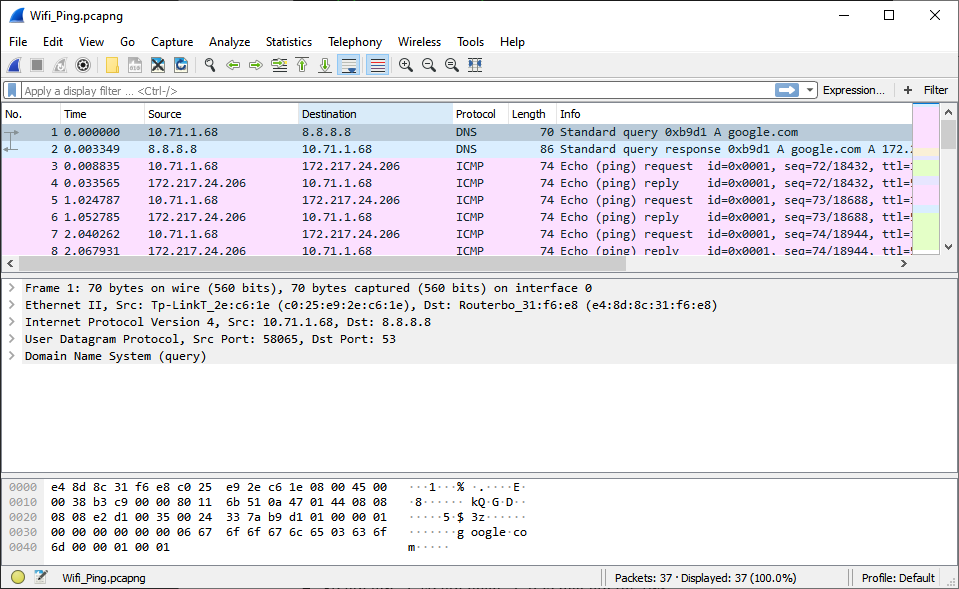 Wifi_Ping.pcapng
File Edit View Go Capture Analyze Statistics Telephony Wireless Tools Help
Apply a display filter ... <Ctrl-/> Expression... + Filter
No. Time Source Destination Protocol Length Info
1 0.000000 10.71.1.68 8.8.8.8 DNS 70 Standard query 0xb9d1 A google.com
2 0.003349 8.8.8.8 10.71.1.68 DNS 86 Standard query response 0xb9d1 A google.com A 172.
3 0.008835 10.71.1.68 172.217.24.206 ICMP 74 Echo (ping) request id=0x0001, seq=72/18432, ttl=
4 0.033565 172.217.24.206 10.71.1.68 ICMP 74 Echo (ping) reply id=0x0001, seq=72/18432, ttl=
5 1.024787 10.71.1.68 172.217.24.206 ICMP 74 Echo (ping) request id=0x0001, seq=73/18688, ttl=
6 1.052785 172.217.24.206 10.71.1.68 ICMP 74 Echo (ping) reply id=0x0001, seq=73/18688, ttl=
7 2.040262 10.71.1.68 172.217.24.206 ICMP 74 Echo (ping) request id=0x0001, seq=74/18944, ttl=
8 2.067931 172.217.24.206 10.71.1.68 ICMP 74 Echo (ping) reply id=0x0001, seq=74/18944, ttl=
Frame 1: 70 bytes on wire (560 bits), 70 bytes captured (560 bits) on interface 0
Ethernet II, Src: Tp-LinkT_2e:c6:1e (c0:25:e9:2e:c6:1e), Dst: Routerbo_31:f6:e8 (e4:8d:8c:31:f6:e8)
Internet Protocol Version 4, Src: 10.71.1.68, Dst: 8.8.8.8
User Datagram Protocol, Src Port: 58065, Dst Port: 53
Domain Name System (query)
0000 e4 8d 8c 31 f6 e8 c0 25 e9 2e c6 1e 08 00 45 00 ···1···% ·.····E·
0010 00 38 b3 c9 00 00 80 11 6b 51 0a 47 01 44 08 08 ·8······ kQ·G·D··
0020 08 08 e2 d1 00 35 00 24 33 7a b9 d1 01 00 00 01 ·····5·$ 3z······
0030 00 00 00 00 00 00 06 67 6f 6f 67 6c 65 03 63 6f ·······g oogle·co
0040 6d 00 00 01 00 01 m·····
Wifi_Ping.pcapng Packets: 37 · Displayed: 37 (100.0%) Profile: Default